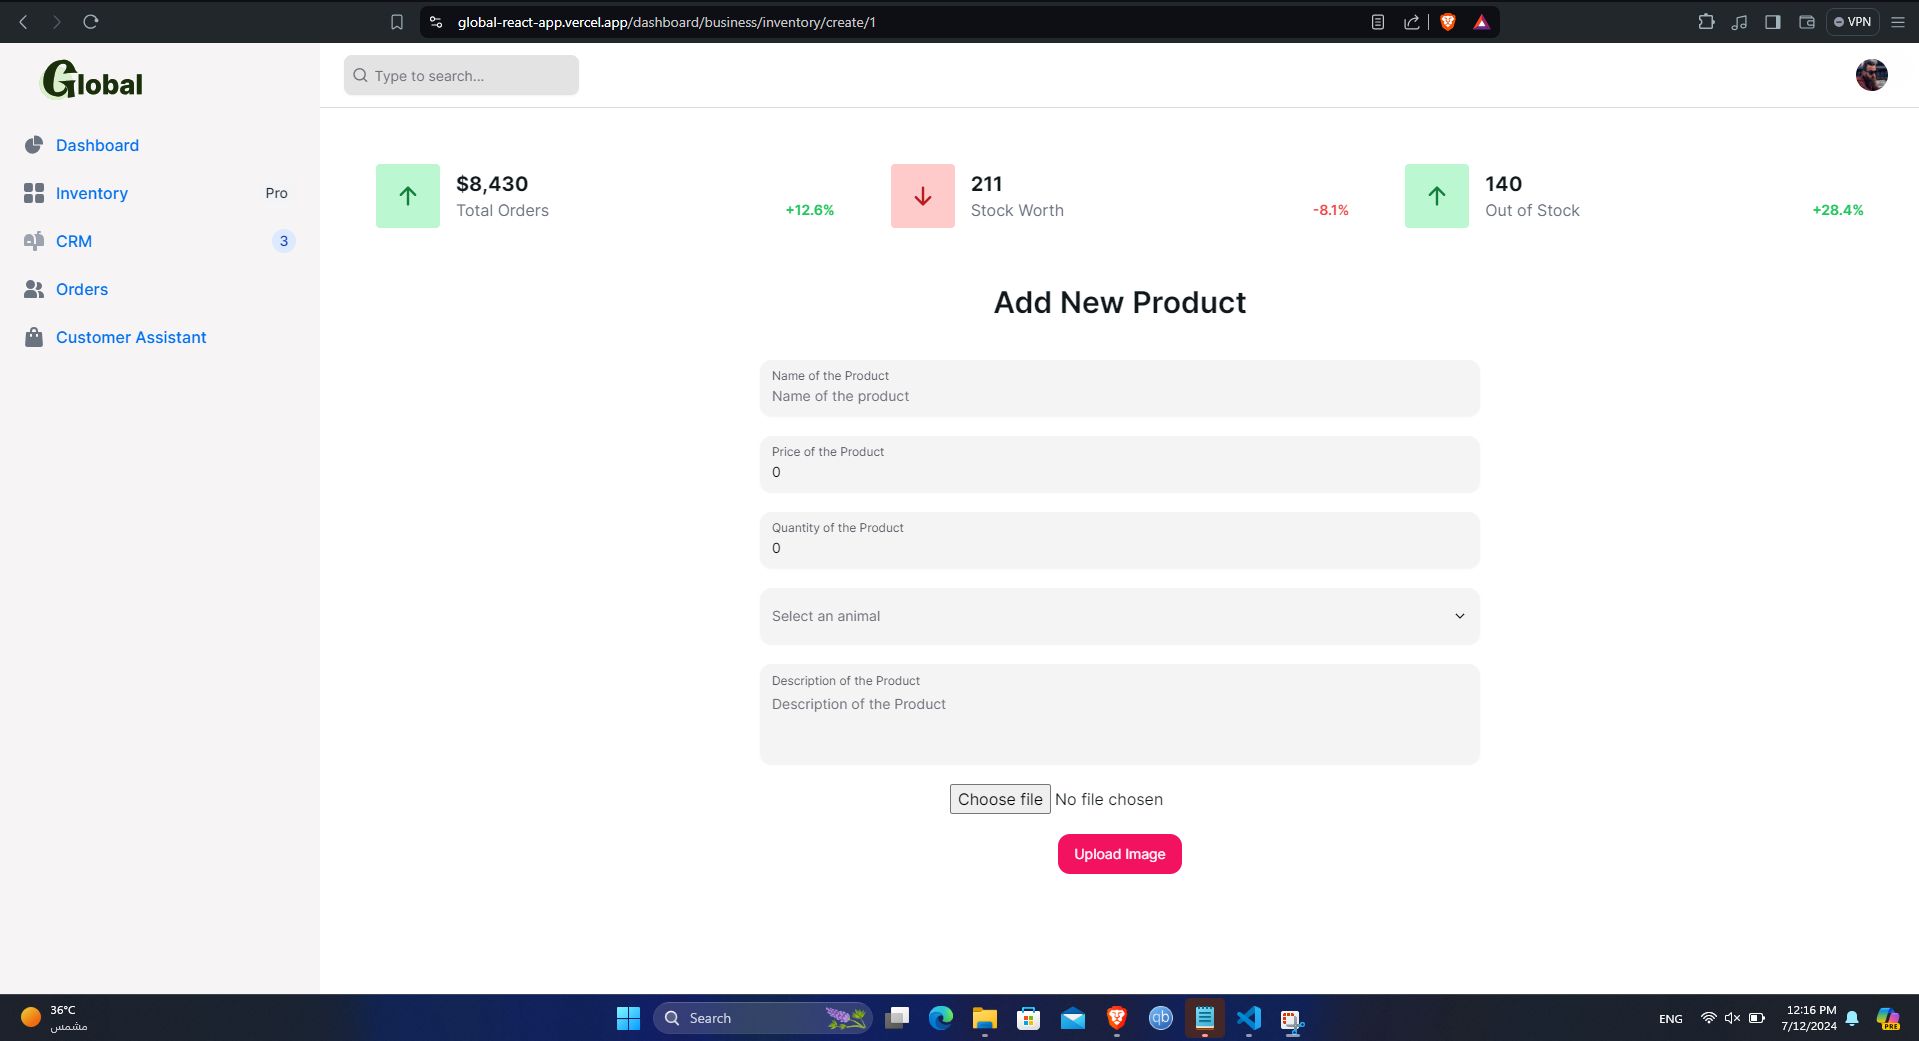 global-react-app.vercel.app/dashboard/business/inventory/create/1
VPN
Global
Type to search...
Dashboard
Inventory Pro
CRM 3
Orders
Customer Assistant
$8,430
Total Orders +12.6%
211
Stock Worth -8.1%
140
Out of Stock +28.4%
Add New Product
Name of the Product
Name of the product
Price of the Product
0
Quantity of the Product
0
Select an animal
Description of the Product
Description of the Product
Choose file No file chosen
Upload Image
36°C
مشمس
Search
qb
ENG
12:16 PM
7/12/2024
PRE